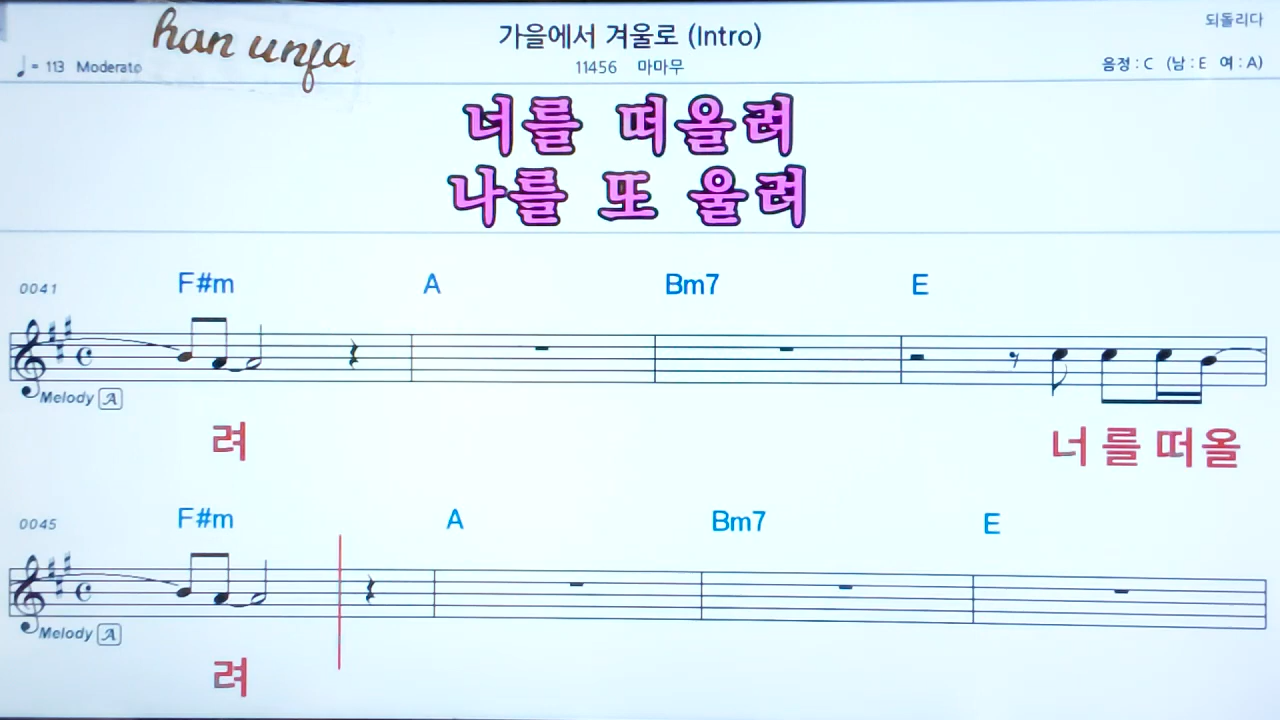 han unfa
가을에서 겨울로 (Intro)
되돌리다
♩= 113 Moderato
11456 마마무
음정 : C (남 : E 여 : A)
너를 떠올려
나를 또 울려
0041 F#m A Bm7 E
Melody A
려 너 를 떠 올
0045 F#m A Bm7 E
Melody A
려